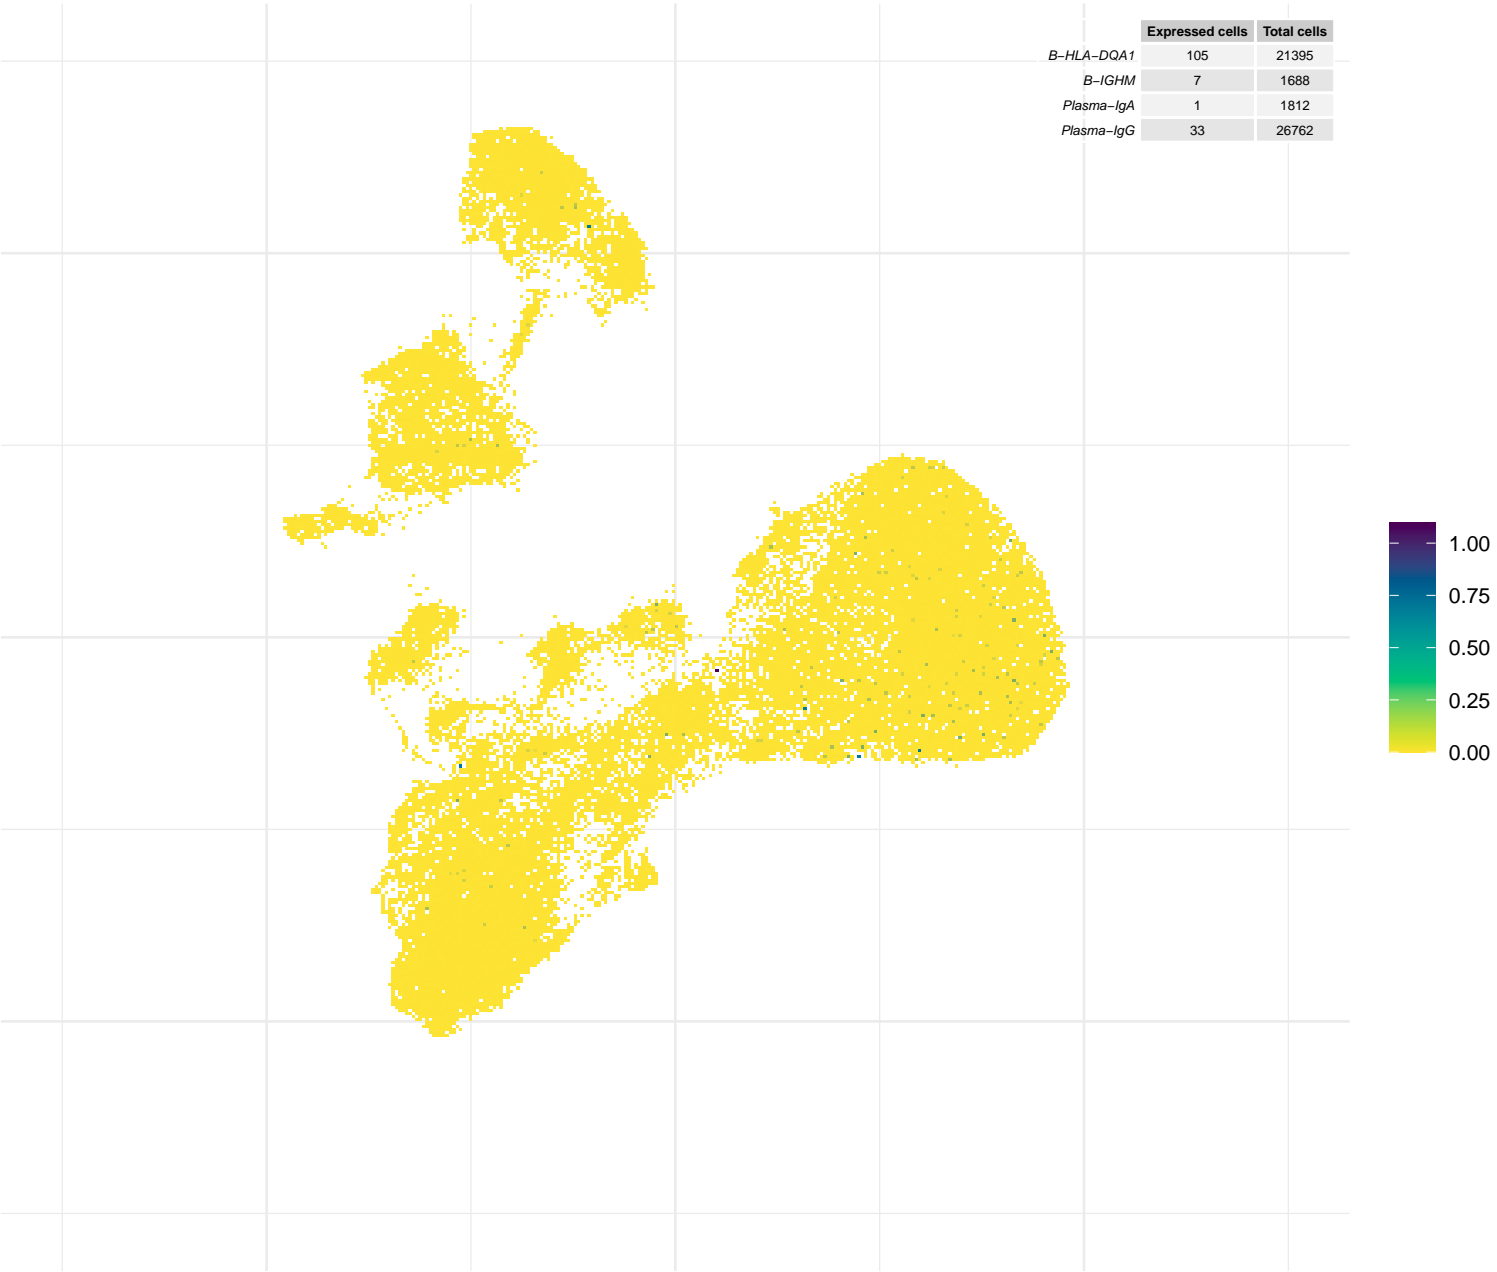 Expressed cells Total cells
B−HLA−DQA1 105 21395
B−IGHM 7 1688
Plasma−IgA 1 1812
Plasma−IgG 33 26762
1.00
0.75
0.50
0.25
0.00